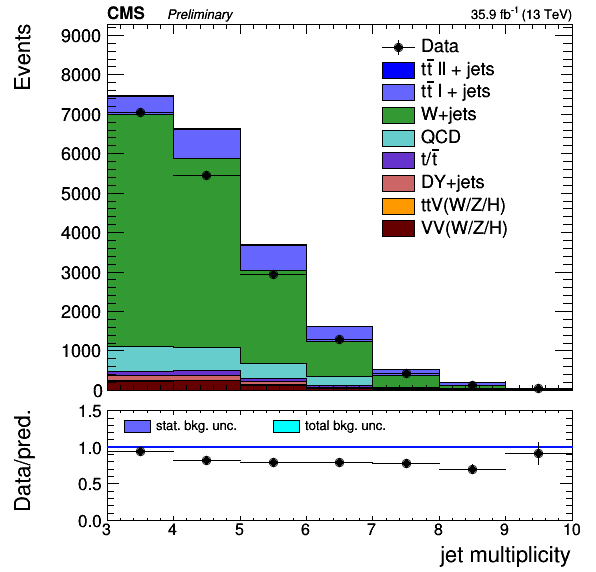 CMS Preliminary 35.9 fb⁻¹ (13 TeV)
Events
9000
8000
7000
6000
5000
4000
3000
2000
1000
0
Data
tt̄ ll + jets
tt̄ l + jets
W+jets
QCD
t/t̄
DY+jets
ttV(W/Z/H)
VV(W/Z/H)
Data/pred.
1.5
1.0
0.5
0.0
stat. bkg. unc. total bkg. unc.
3 4 5 6 7 8 9 10
jet multiplicity